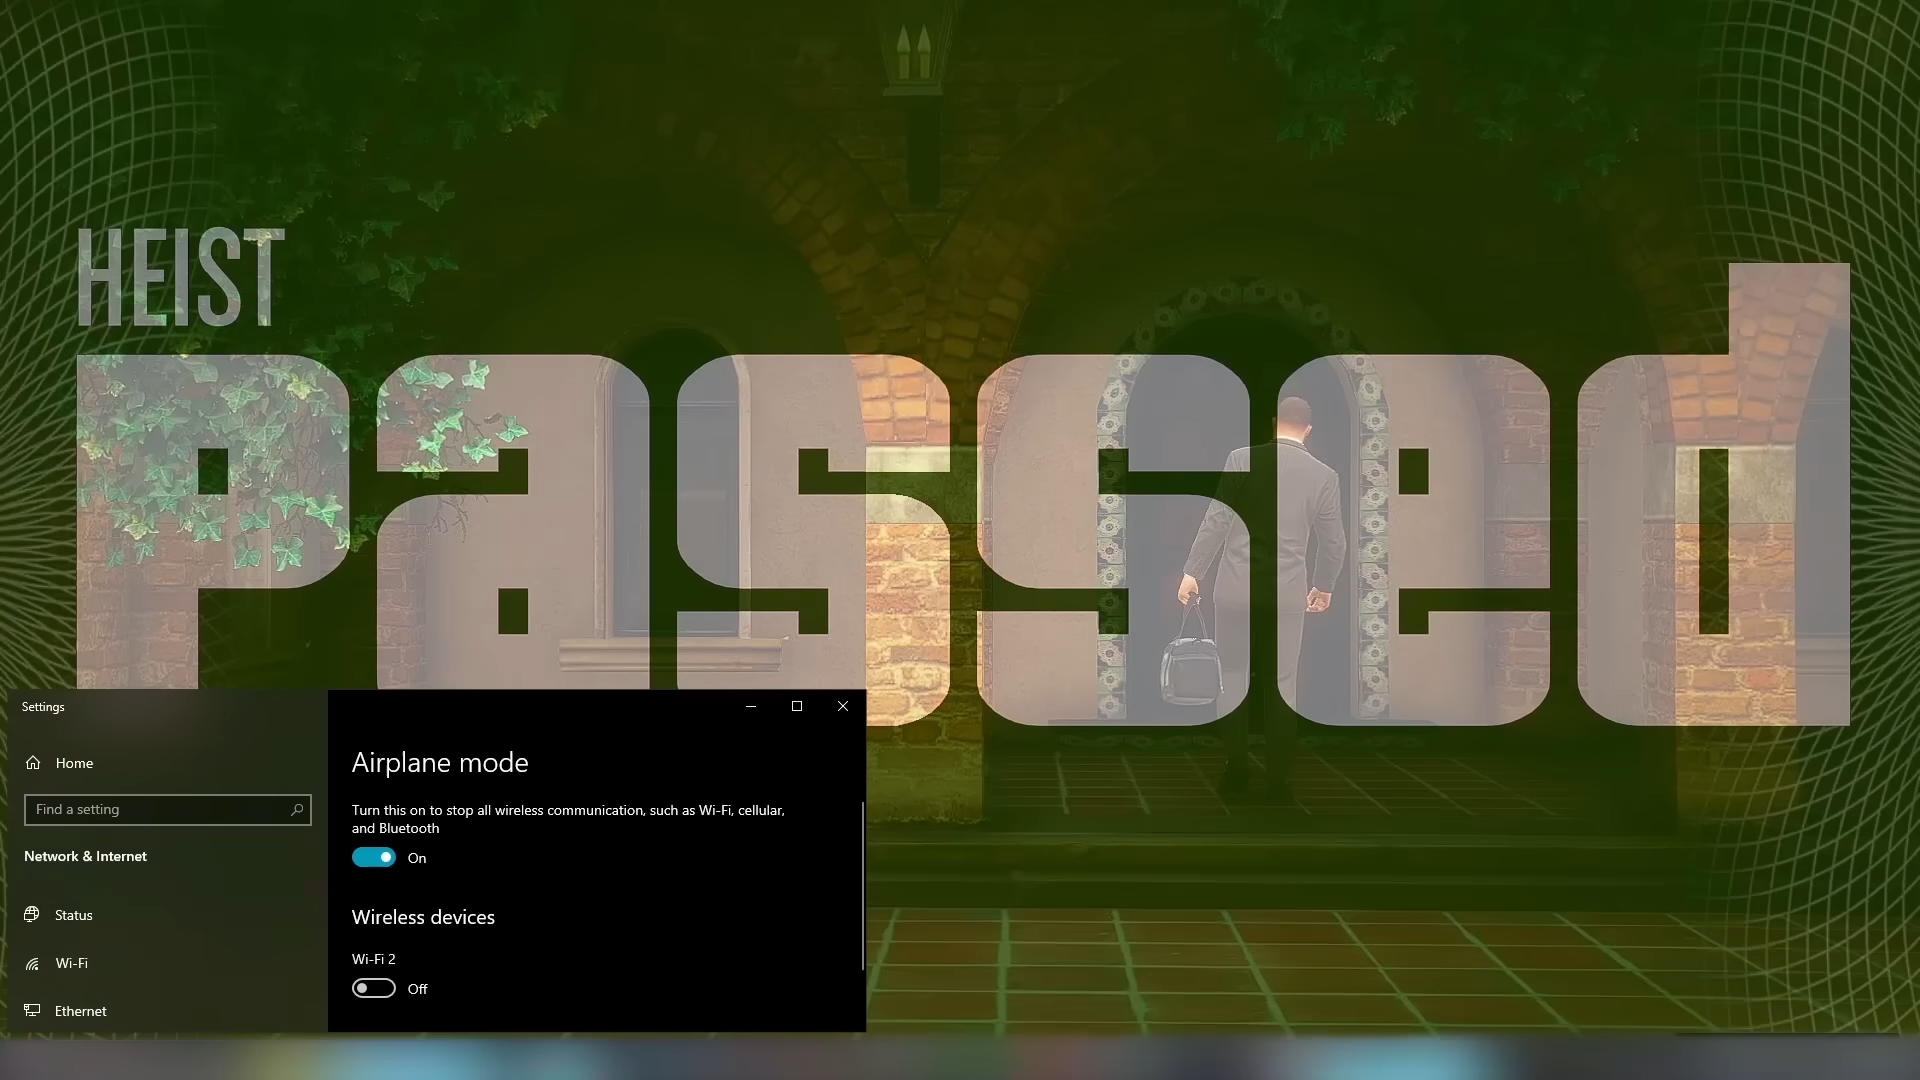 HEIST
Passed
Settings
Home
Find a setting
Network & Internet
Status
Wi-Fi
Ethernet
Airplane mode
Turn this on to stop all wireless communication, such as Wi-Fi, cellular,
and Bluetooth
On
Wireless devices
Wi-Fi 2
Off